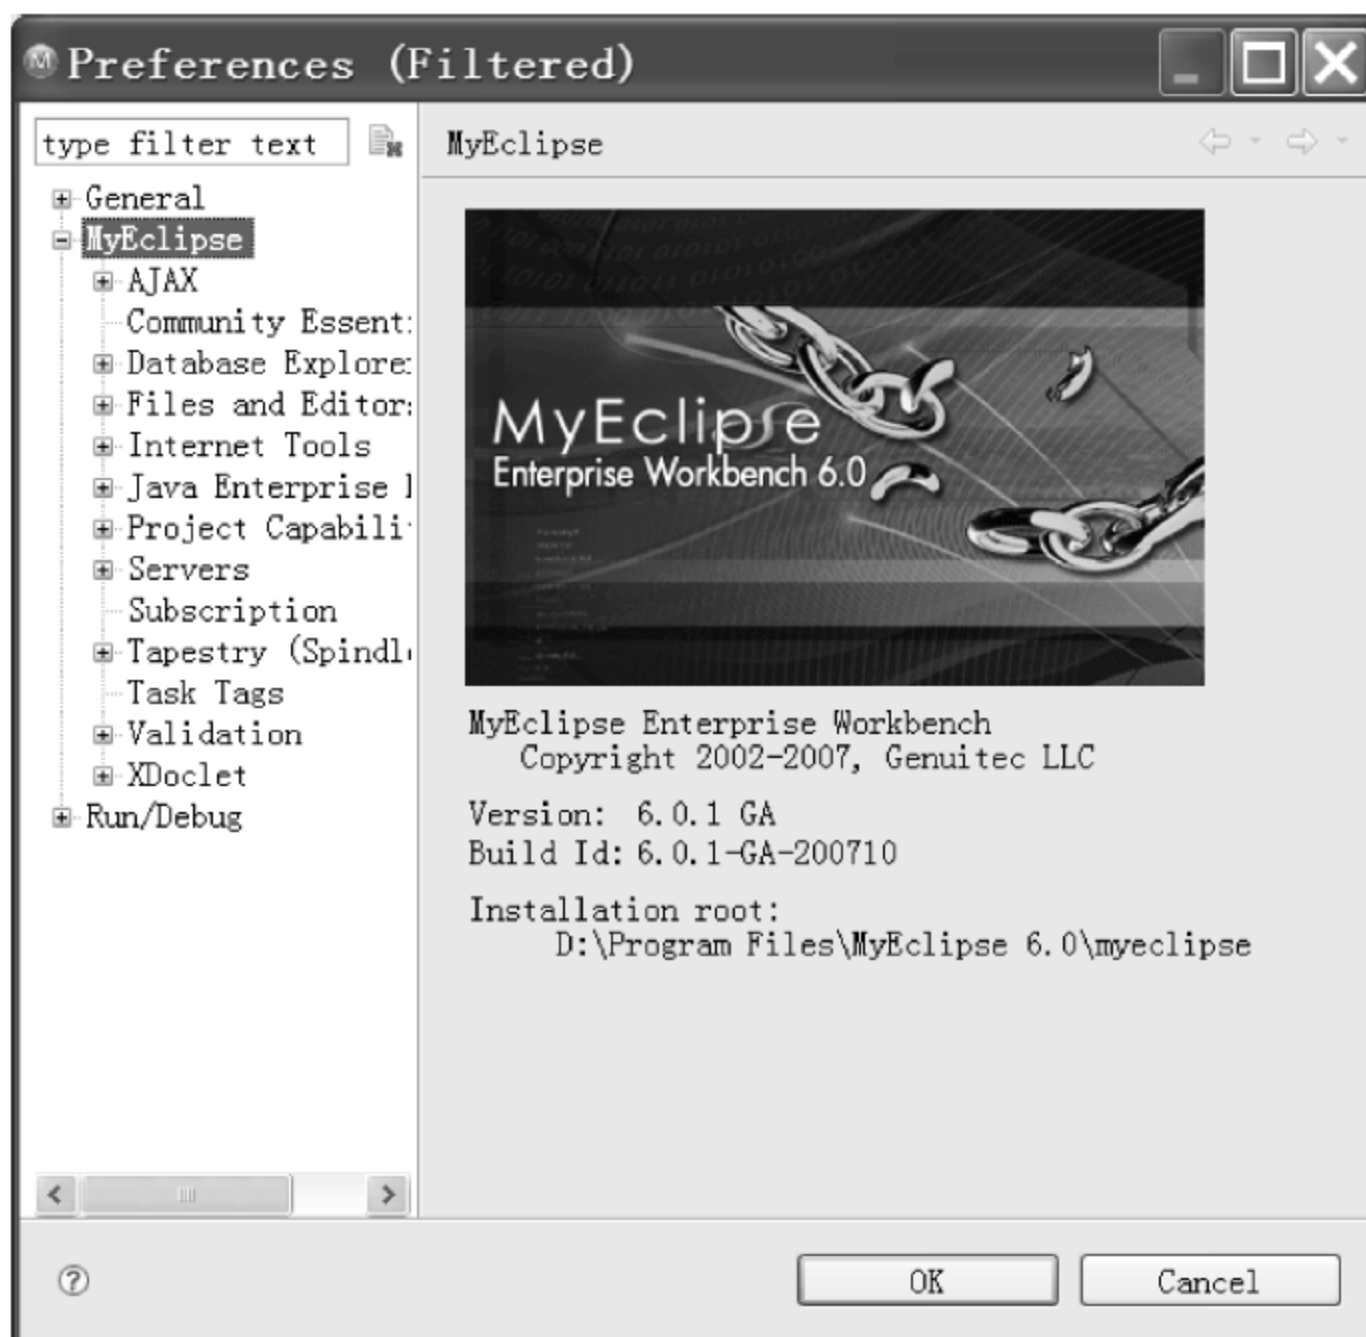 Preferences (Filtered)
type filter text
MyEclipse
General
MyEclipse
AJAX
Community Essent
Database Explore
Files and Editor
Internet Tools
Java Enterprise
Project Capabili
Servers
Subscription
Tapestry (Spindl
Task Tags
Validation
XDoclet
Run/Debug
MyEclipse
Enterprise Workbench 6.0
MyEclipse Enterprise Workbench
Copyright 2002-2007, Genuitec LLC
Version: 6.0.1 GA
Build Id: 6.0.1-GA-200710
Installation root:
D:\Program Files\MyEclipse 6.0\myeclipse
OK
Cancel